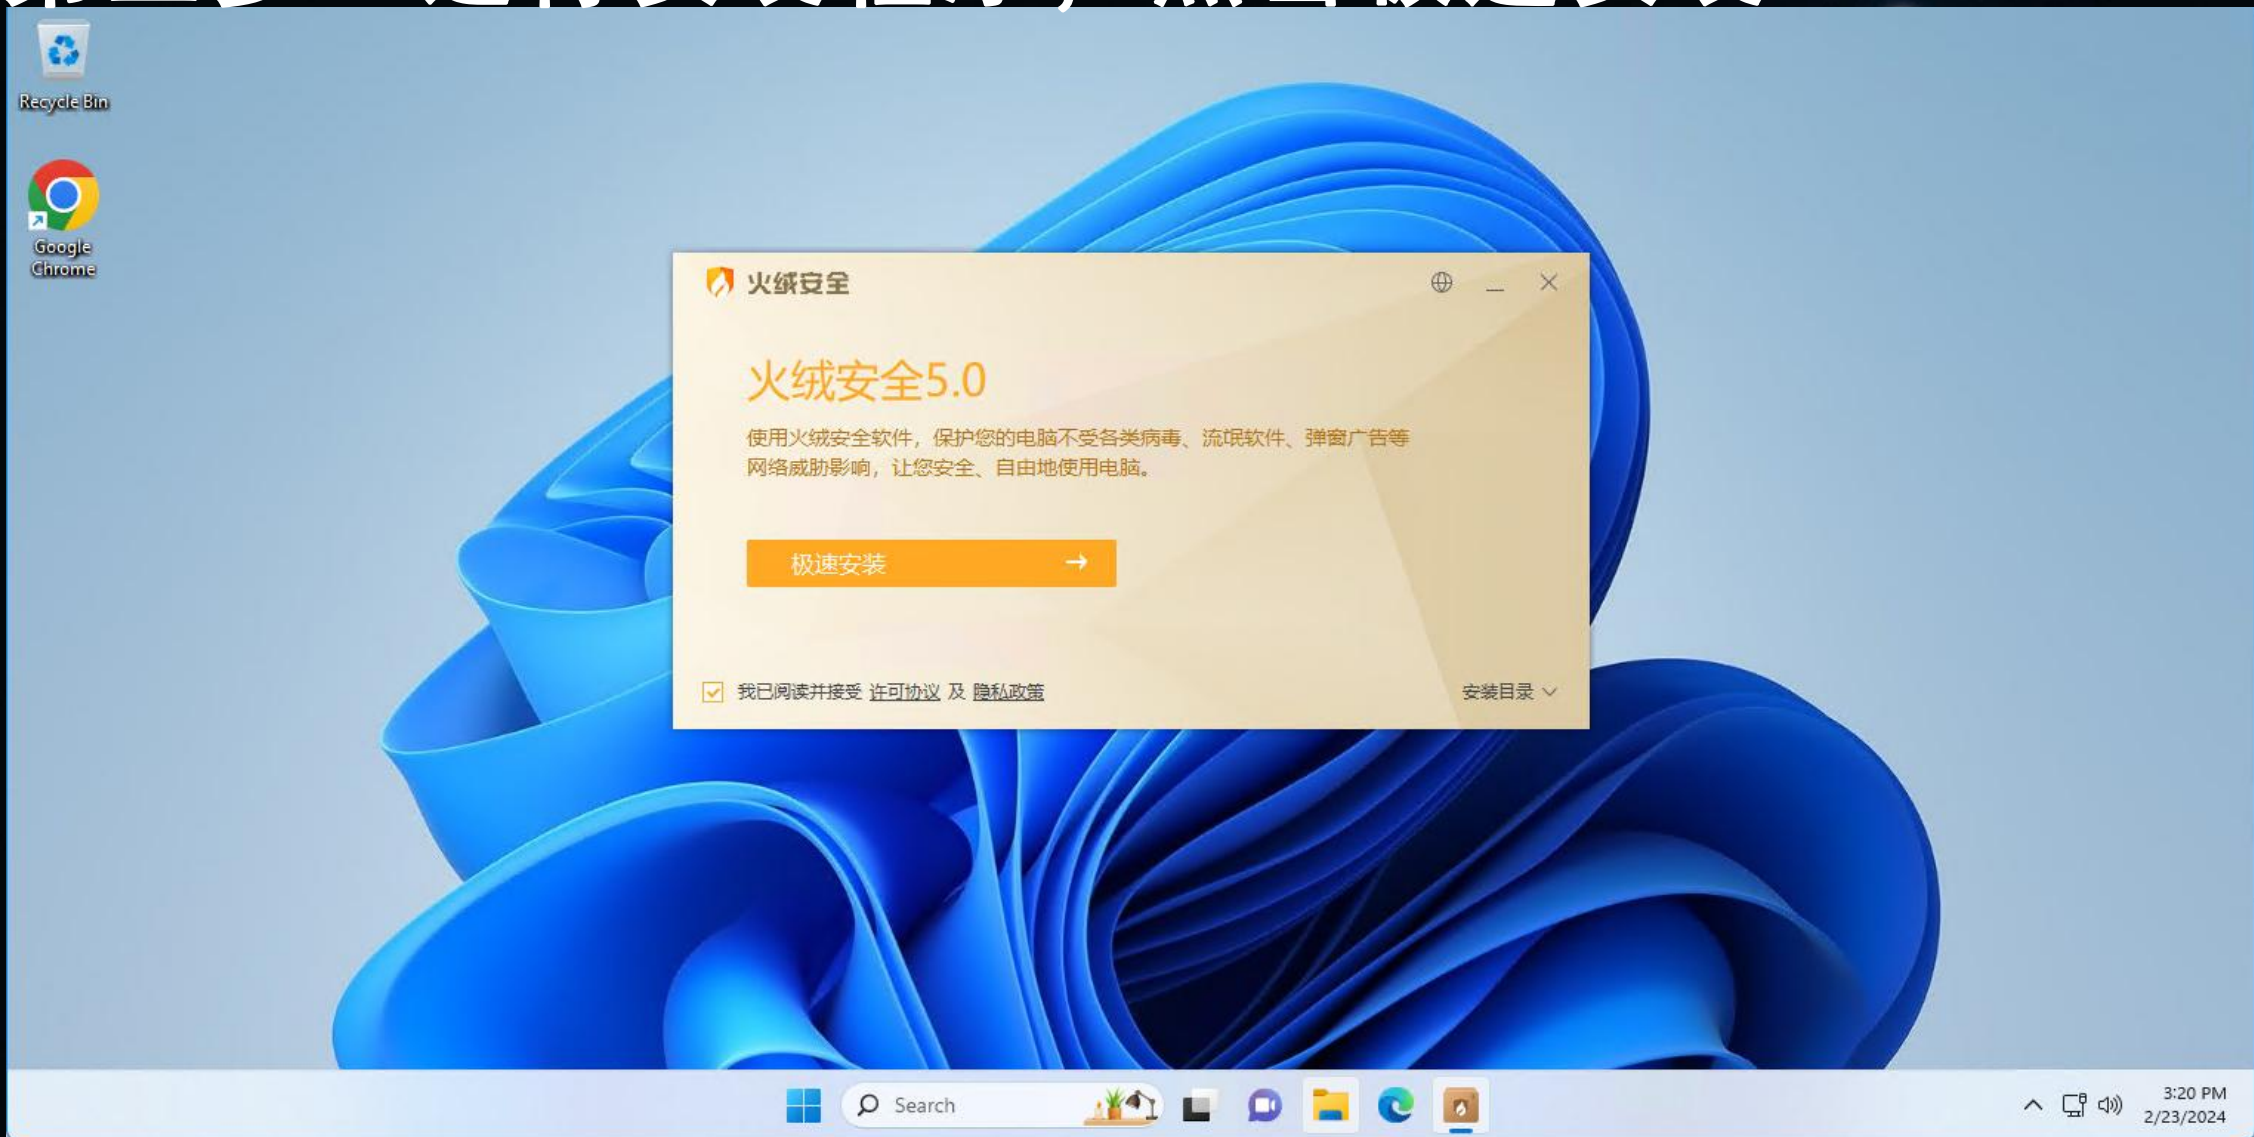 Recycle Bin
Google
Chrome
火绒安全
火绒安全5.0
使用火绒安全软件，保护您的电脑不受各类病毒、流氓软件、弹窗广告等
网络威胁影响，让您安全、自由地使用电脑。
极速安装
我已阅读并接受 许可协议 及 隐私政策
安装目录
Search
3:20 PM
2/23/2024